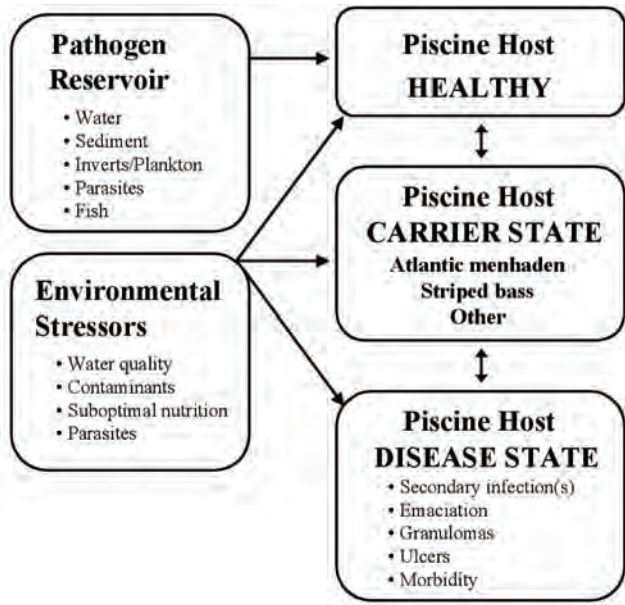 Pathogen
Reservoir
• Water
• Sediment
• Inverts/Plankton
• Parasites
• Fish
Environmental
Stressors
• Water quality
• Contaminants
• Suboptimal nutrition
• Parasites
Piscine Host
HEALTHY
Piscine Host
CARRIER STATE
Atlantic menhaden
Striped bass
Other
Piscine Host
DISEASE STATE
• Secondary infection(s)
• Emaciation
• Granulomas
• Ulcers
• Morbidity